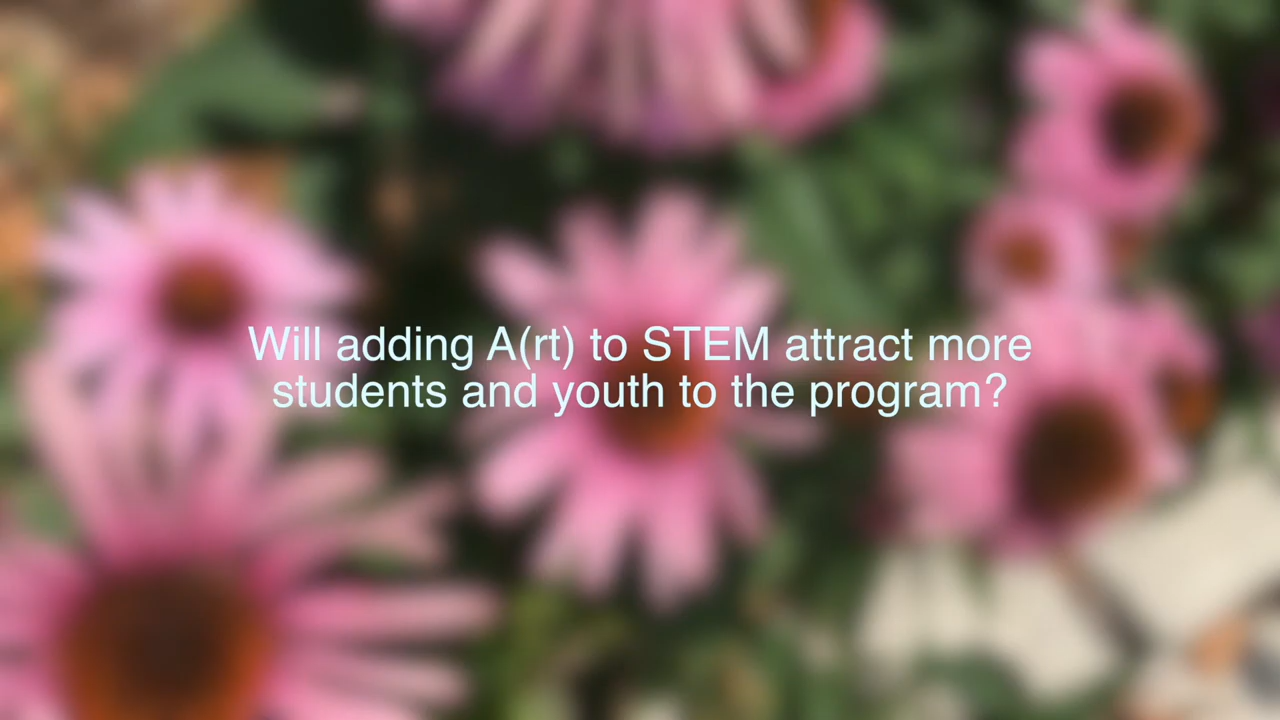 Will adding A(rt) to STEM attract more
students and youth to the program?